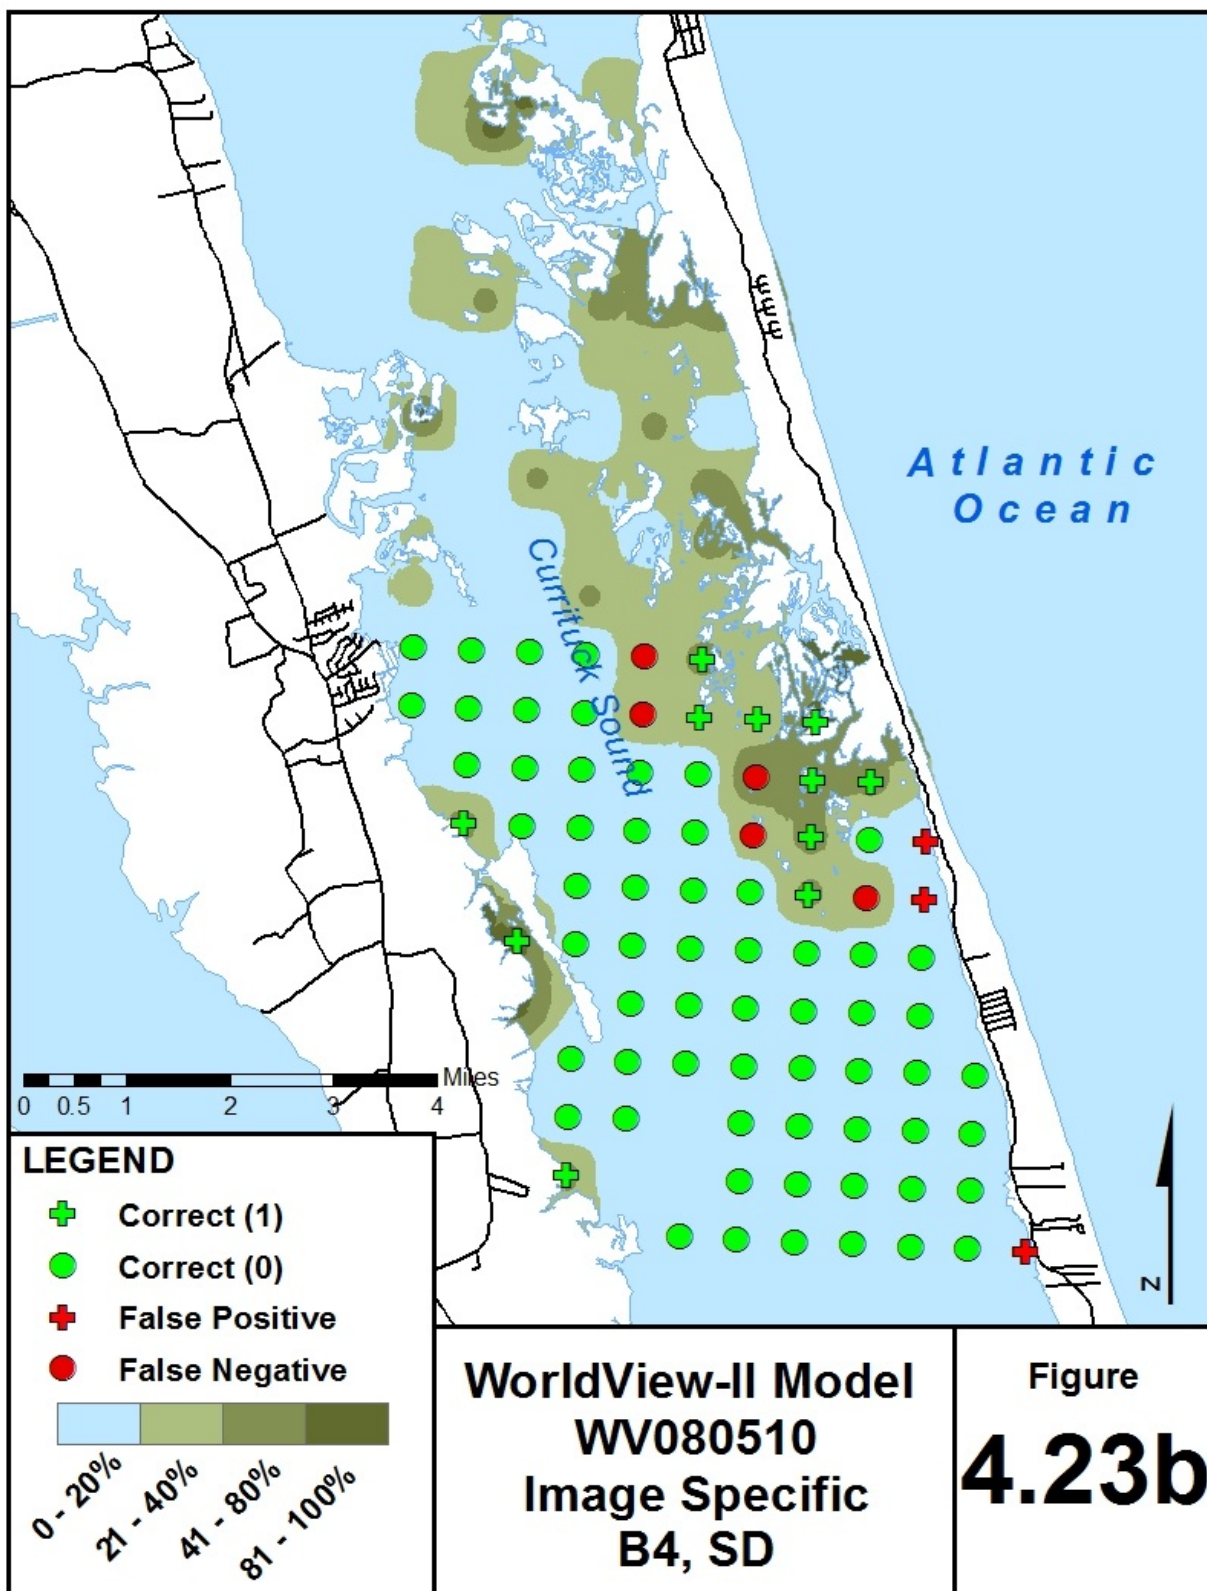 Atlantic
Ocean
Currituck Sound
Miles
0 0.5 1 2 3 4
LEGEND
Correct (1)
Correct (0)
False Positive
False Negative
0 - 20%
21 - 40%
41 - 80%
81 - 100%
N
WorldView-II Model
WV080510
Image Specific
B4, SD
Figure
4.23b